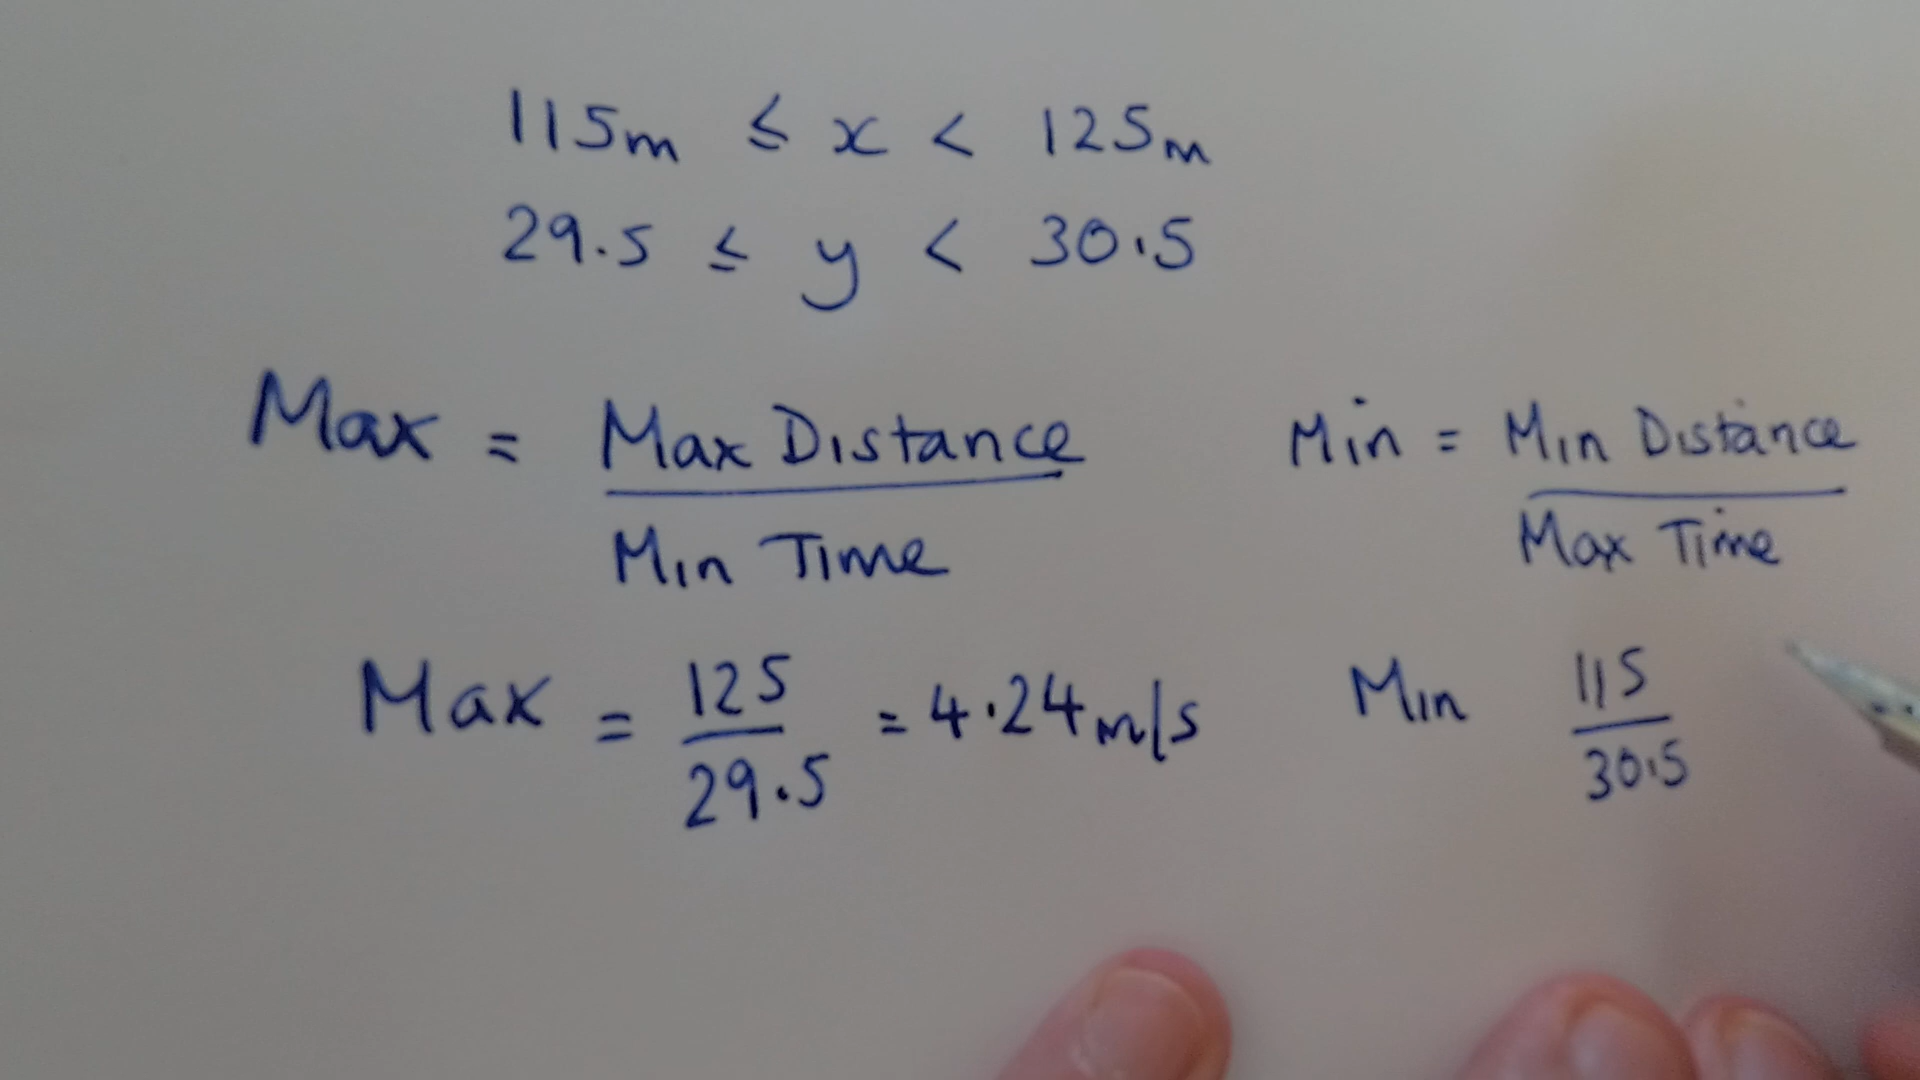 115m ≤ x < 125m
29.5 ≤ y < 30.5
Max = Max Distance
Min Time
Min = Min Distance
Max Time
Max = 125 = 4.24 m/s
29.5
Min 115
30.5